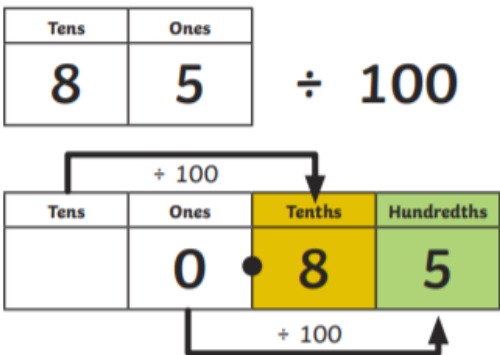 Tens Ones
8 5 ÷ 100
÷ 100
Tens Ones Tenths Hundredths
0 . 8 5
÷ 100